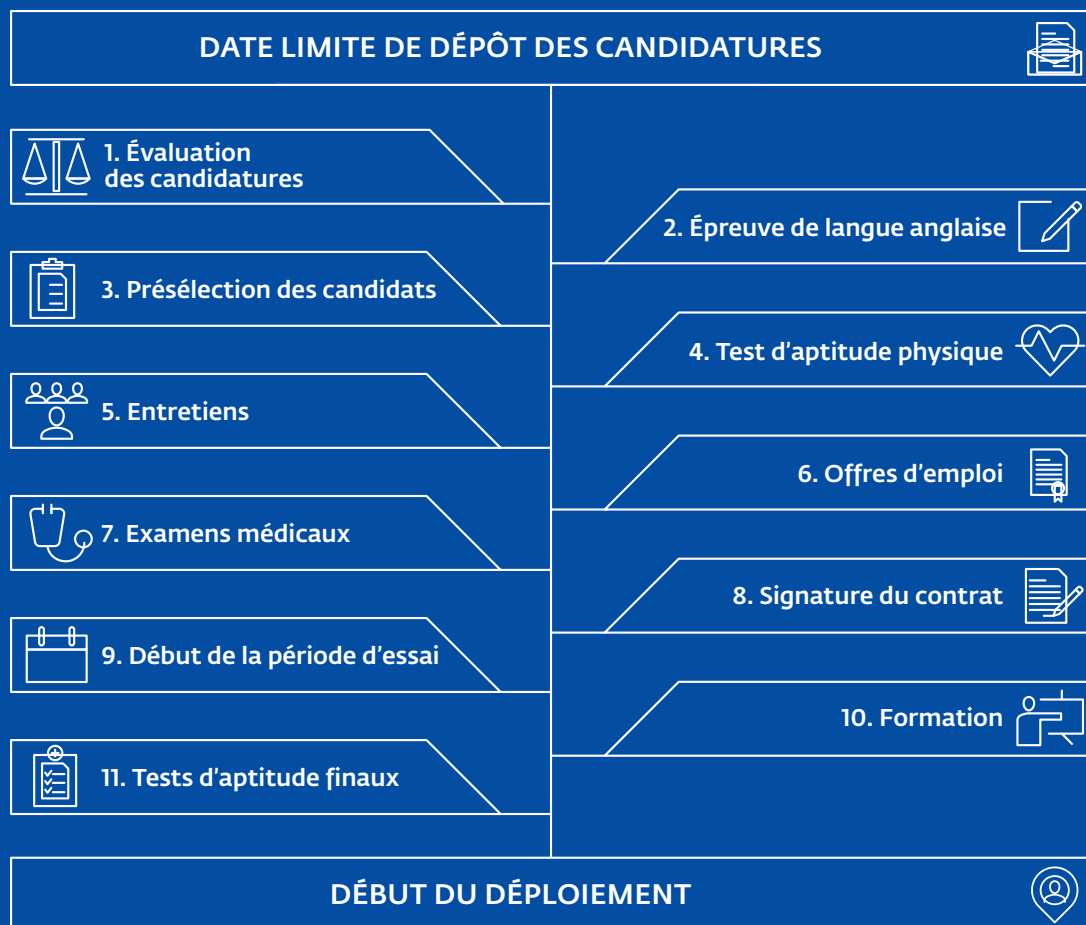 DATE LIMITE DE DÉPÔT DES CANDIDATURES
1. Évaluation
des candidatures
2. Épreuve de langue anglaise
3. Présélection des candidats
4. Test d'aptitude physique
5. Entretiens
6. Offres d'emploi
7. Examens médicaux
8. Signature du contrat
9. Début de la période d'essai
10. Formation
11. Tests d'aptitude finaux
DÉBUT DU DÉPLOIEMENT